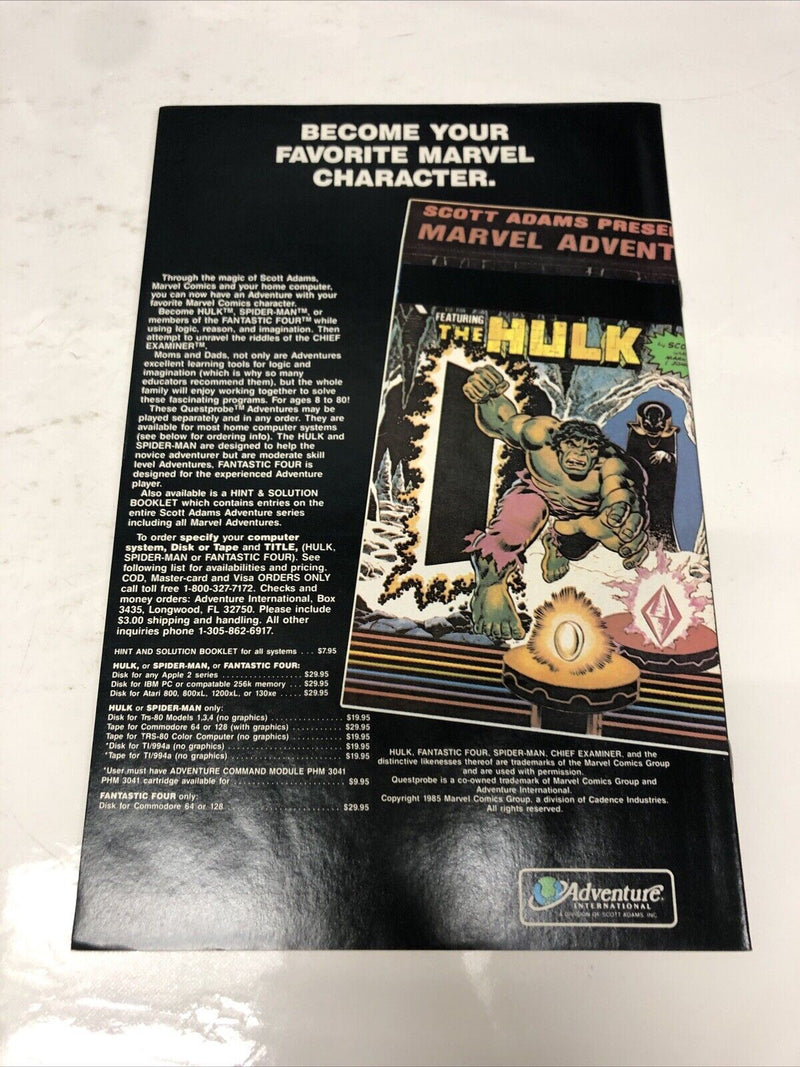 BECOME YOUR
FAVORITE MARVEL
CHARACTER.
Through the magic of Scott Adams,
Marvel Comics and your home computer,
you can now have an Adventure with your
favorite Marvel Comics character.
Become HULK™, SPIDER-MAN™, or
members of the FANTASTIC FOUR™ while
using logic, reason, and imagination. Then
attempt to unravel the riddles of the CHIEF
EXAMINER™.
Moms and Dads, not only are Adventures
excellent learning tools for logic and
imagination (which is why so many
educators recommend them), but the whole
family will enjoy working together to solve
these fascinating programs. For ages 8 to 80!
These Questprobe™ Adventures may be
played separately and in any order. They are
available for most home computer systems
(see below for ordering info). The HULK and
SPIDER-MAN are designed to help the
novice adventurer but are moderate skill
level Adventures, FANTASTIC FOUR is
designed for the experienced Adventure
player.
Also available is a HINT & SOLUTION
BOOKLET which contains entries on the
entire Scott Adams Adventure series
including all Marvel Adventures.
To order specify your computer
system, Disk or Tape and TITLE, (HULK,
SPIDER-MAN or FANTASTIC FOUR). See
following list for availabilities and pricing.
COD, Master-card and Visa ORDERS ONLY
call toll free 1-800-327-7172. Checks and
money orders: Adventure International, Box
3435, Longwood, FL 32750. Please include
$3.00 shipping and handling. All other
inquiries phone 1-305-862-6917.
HINT AND SOLUTION BOOKLET for all systems . . . $7.95
HULK, or SPIDER-MAN, or FANTASTIC FOUR:
Disk for any Apple 2 series . . . . . . . . . . . . . . . . . . $29.95
Disk for IBM PC or compatable 256k memory . . . $29.95
Disk for Atari 800, 800xL, 1200xL, or 130xe . . . . . $29.95
HULK or SPIDER-MAN only:
Disk for Trs-80 Models 1,3,4 (no graphics) . . . . . . . . . . . $19.95
Tape for Commodore 64 or 128 (with graphics) . . . . . . . $29.95
Tape for TRS-80 Color Computer (no graphics) . . . . . . . $19.95
*Disk for TI/994a (no graphics) . . . . . . . . . . . . . . . . . . . . $19.95
*Tape for TI/994a (no graphics) . . . . . . . . . . . . . . . . . . . . $19.95
*User must have ADVENTURE COMMAND MODULE PHM 3041
PHM 3041 cartridge available for . . . . . . . . . . . . . . . . . . . $9.95
FANTASTIC FOUR only:
Disk for Commodore 64 or 128 . . . . . . . . . . . . . . . . . . . . . $29.95
SCOTT ADAMS PRESE
MARVEL ADVENT
FEATURING
THE HULK
HULK, FANTASTIC FOUR, SPIDER-MAN, CHIEF EXAMINER, and the
distinctive likenesses thereof are trademarks of the Marvel Comics Group
and are used with permission.
Questprobe is a co-owned trademark of Marvel Comics Group and
Adventure International.
Copyright 1985 Marvel Comics Group, a division of Cadence Industries.
All rights reserved.
Adventure
INTERNATIONAL
A DIVISION OF SCOTT ADAMS, INC.